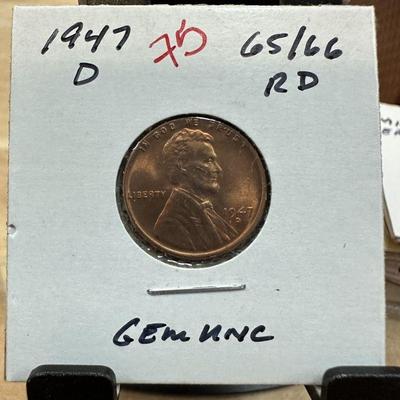 1947 75 65/66
D RD
IN GOD WE TRUST
LIBERTY
1947
D
GEM UNC